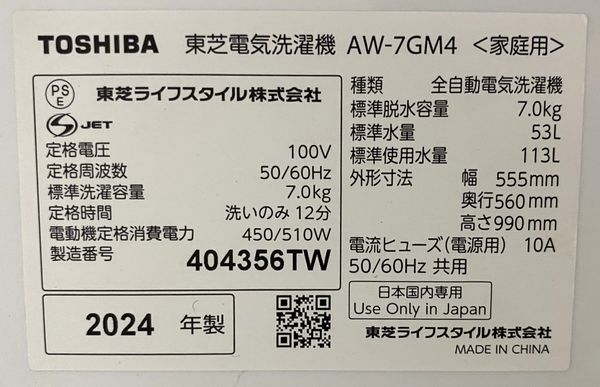 TOSHIBA 東芝電気洗濯機 AW-7GM4 <家庭用>
PS
E
東芝ライフスタイル株式会社
S JET
定格電圧 100V
定格周波数 50/60Hz
標準洗濯容量 7.0kg
定格時間 洗いのみ 12分
電動機定格消費電力 450/510W
製造番号 404356TW
2024 年製
種類 全自動電気洗濯機
標準脱水容量 7.0kg
標準水量 53L
標準使用水量 113L
外形寸法 幅 555mm
奥行560mm
高さ990mm
電流ヒューズ(電源用) 10A
50/60Hz 共用
日本国内専用
Use Only in Japan
東芝ライフスタイル株式会社
MADE IN CHINA